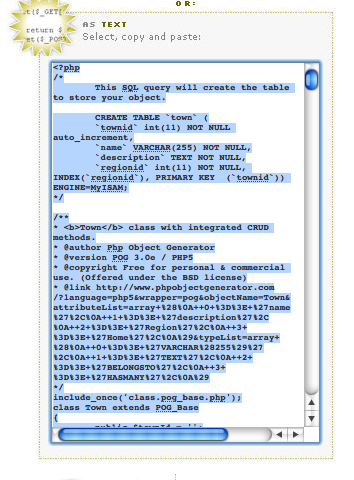 OR:
t($_GET[
return $
et($_POST
AS TEXT
Select, copy and paste:
<?php
/*
This SQL query will create the table
to store your object.
CREATE TABLE `town` (
`townid` int(11) NOT NULL
auto_increment,
`name` VARCHAR(255) NOT NULL,
`description` TEXT NOT NULL,
`regionid` int(11) NOT NULL,
INDEX(`regionid`), PRIMARY KEY  (`townid`))
ENGINE=MyISAM;
*/
/**
* <b>Town</b> class with integrated CRUD
methods.
* @author Php Object Generator
* @version POG 3.0e / PHP5
* @copyright Free for personal & commercial
use. (Offered under the BSD license)
* @link http://www.phpobjectgenerator.com
/?language=php5&wrapper=pog&objectName=Town&
attributeList=array+%28%0A++0+%3D%3E+%27name
%27%2C%0A++1+%3D%3E+%27description%27%2C
%0A++2+%3D%3E+%27Region%27%2C%0A++3+
%3D%3E+%27Home%27%2C%0A%29&typeList=array+
%28%0A++0+%3D%3E+%27VARCHAR%28255%29%27
%2C%0A++1+%3D%3E+%27TEXT%27%2C%0A++2+
%3D%3E+%27BELONGSTO%27%2C%0A++3+
%3D%3E+%27HASMANY%27%2C%0A%29
*/
include_once('class.pog_base.php');
class Town extends POG_Base
{
public $townId = '';